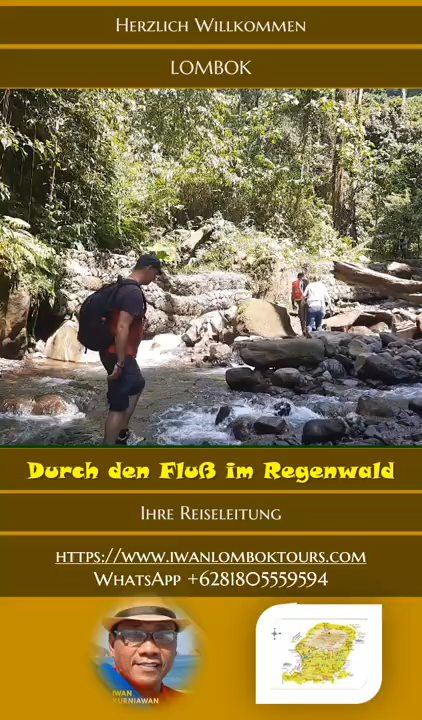 Herzlich Willkommen
LOMBOK
Durch den Fluß im Regenwald
Ihre Reiseleitung
https://www.iwanlomboktours.com
WhatsApp +6281805559594
IWAN
KURNIAWAN